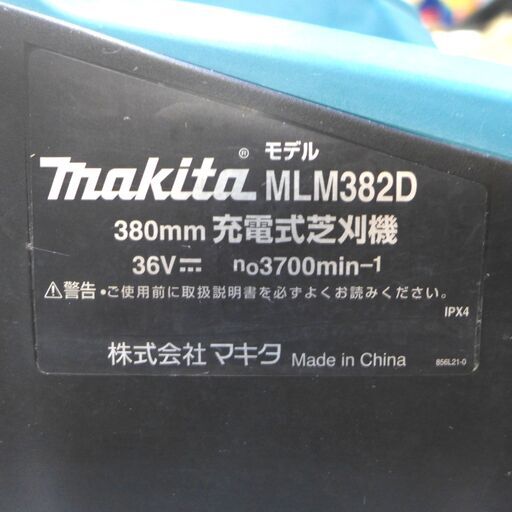 モデル
makita® MLM382D
380mm 充電式芝刈機
36V⎓ n₀3700min-1
⚠警告・ご使用前に取扱説明書を必ずよくお読みください。
IPX4
株式会社マキタ Made in China 856L21-0